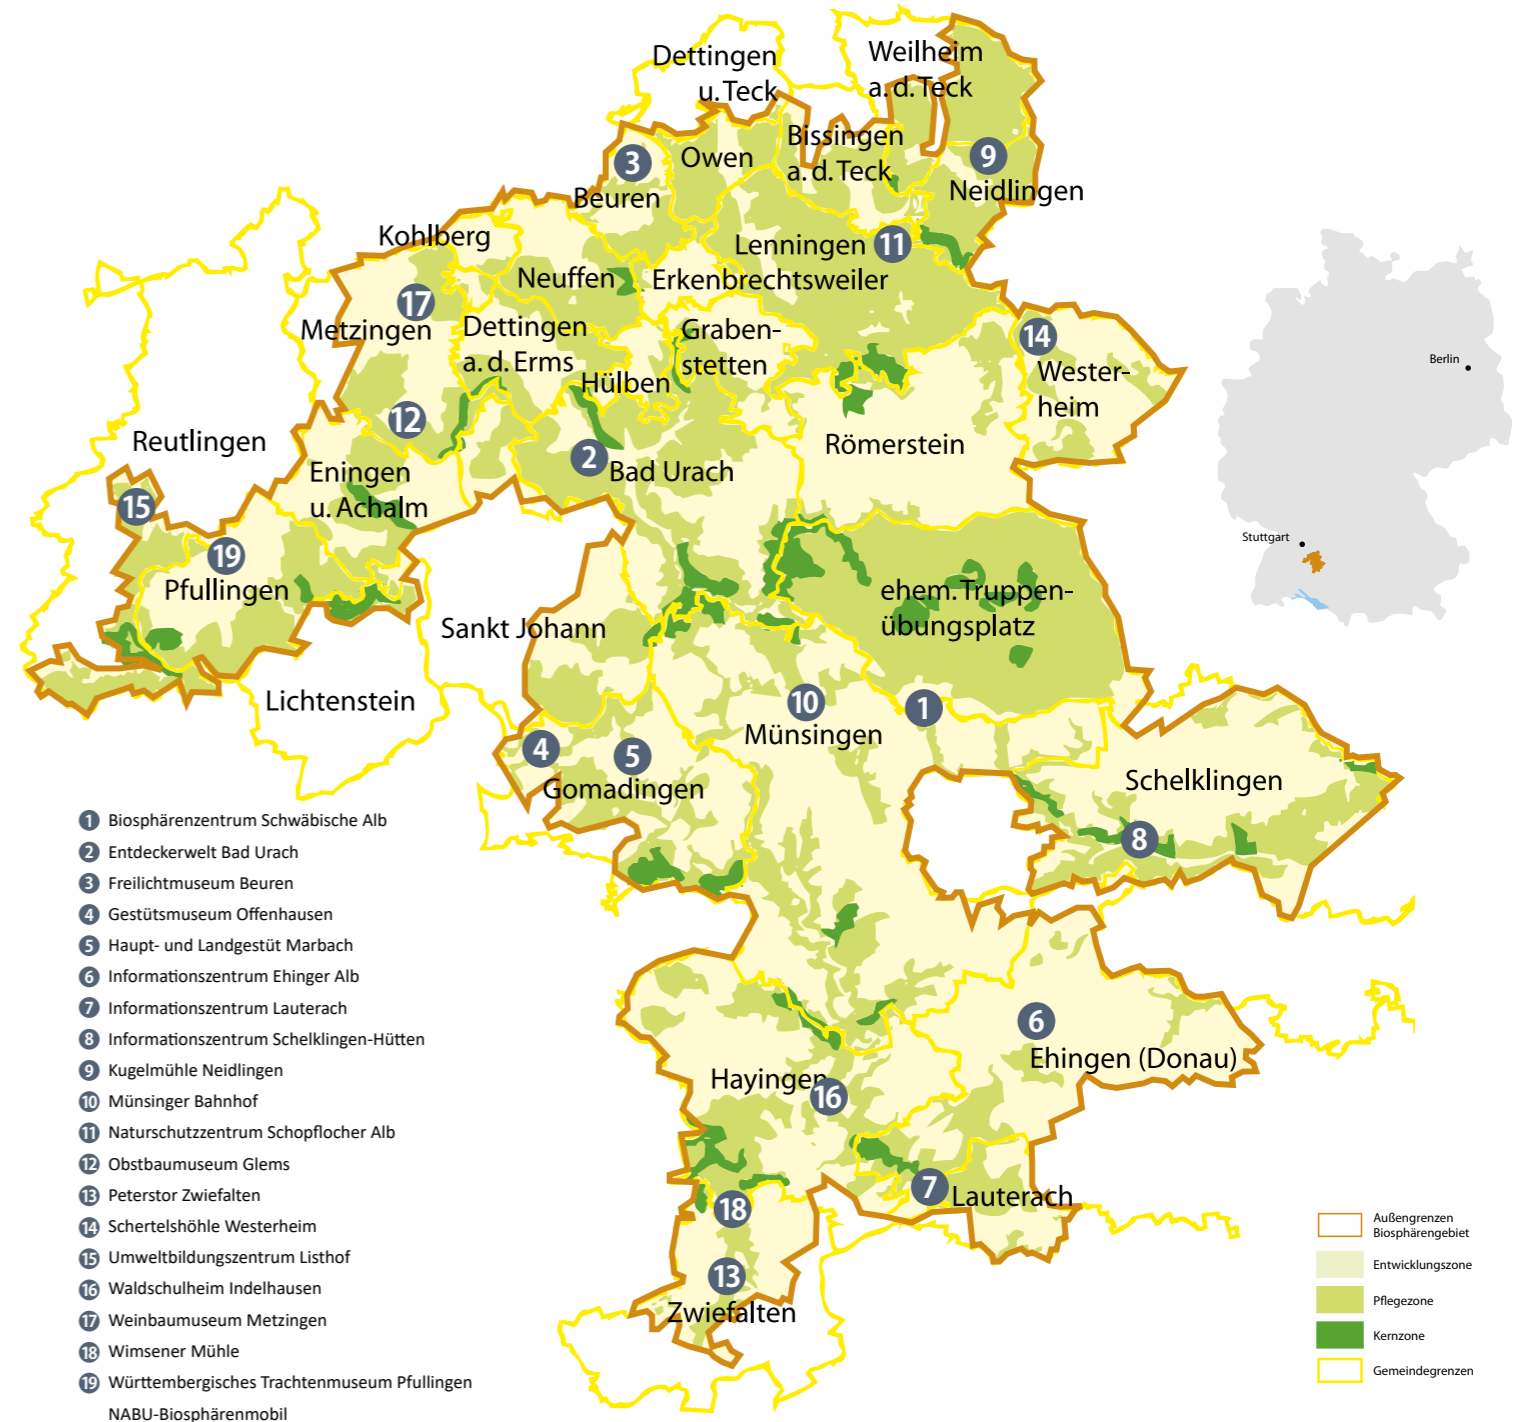 Dettingen
u. Teck
Weilheim
a. d. Teck
Bissingen
a. d. Teck
Owen
3
Beuren
9
Neidlingen
Kohlberg
Lenningen
11
Neuffen
Erkenbrechtsweiler
17
Metzingen
Dettingen
a. d. Erms
Graben-
stetten
14
Wester-
heim
Hülben
12
Reutlingen
Römerstein
2
Bad Urach
Eningen
u. Achalm
15
19
Pfullingen
ehem. Truppen-
übungsplatz
Sankt Johann
Lichtenstein
10
Münsingen
1
4
5
Gomadingen
Schelklingen
8
6
Ehingen (Donau)
Hayingen
16
7
Lauterach
18
13
Zwiefalten
Berlin
Stuttgart
1 Biosphärenzentrum Schwäbische Alb
2 Entdeckerwelt Bad Urach
3 Freilichtmuseum Beuren
4 Gestütsmuseum Offenhausen
5 Haupt- und Landgestüt Marbach
6 Informationszentrum Ehinger Alb
7 Informationszentrum Lauterach
8 Informationszentrum Schelklingen-Hütten
9 Kugelmühle Neidlingen
10 Münsinger Bahnhof
11 Naturschutzzentrum Schopflocher Alb
12 Obstbaumuseum Glems
13 Peterstor Zwiefalten
14 Schertelshöhle Westerheim
15 Umweltbildungszentrum Listhof
16 Waldschulheim Indelhausen
17 Weinbaumuseum Metzingen
18 Wimsener Mühle
19 Württembergisches Trachtenmuseum Pfullingen
NABU-Biosphärenmobil
Außengrenzen
Biosphärengebiet
Entwicklungszone
Pflegezone
Kernzone
Gemeindegrenzen